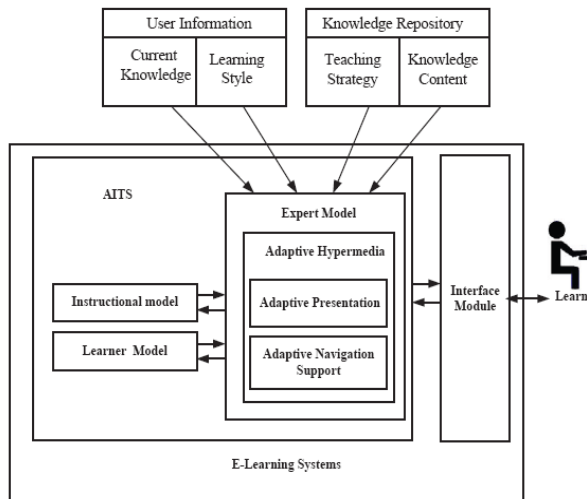 User Information
Knowledge Repository
Current
Knowledge
Learning
Style
Teaching
Strategy
Knowledge
Content
AITS
Expert Model
Adaptive Hypermedia
Instructional model
Adaptive Presentation
Learner Model
Adaptive Navigation
Support
Interface
Module
Learn
E-Learning Systems